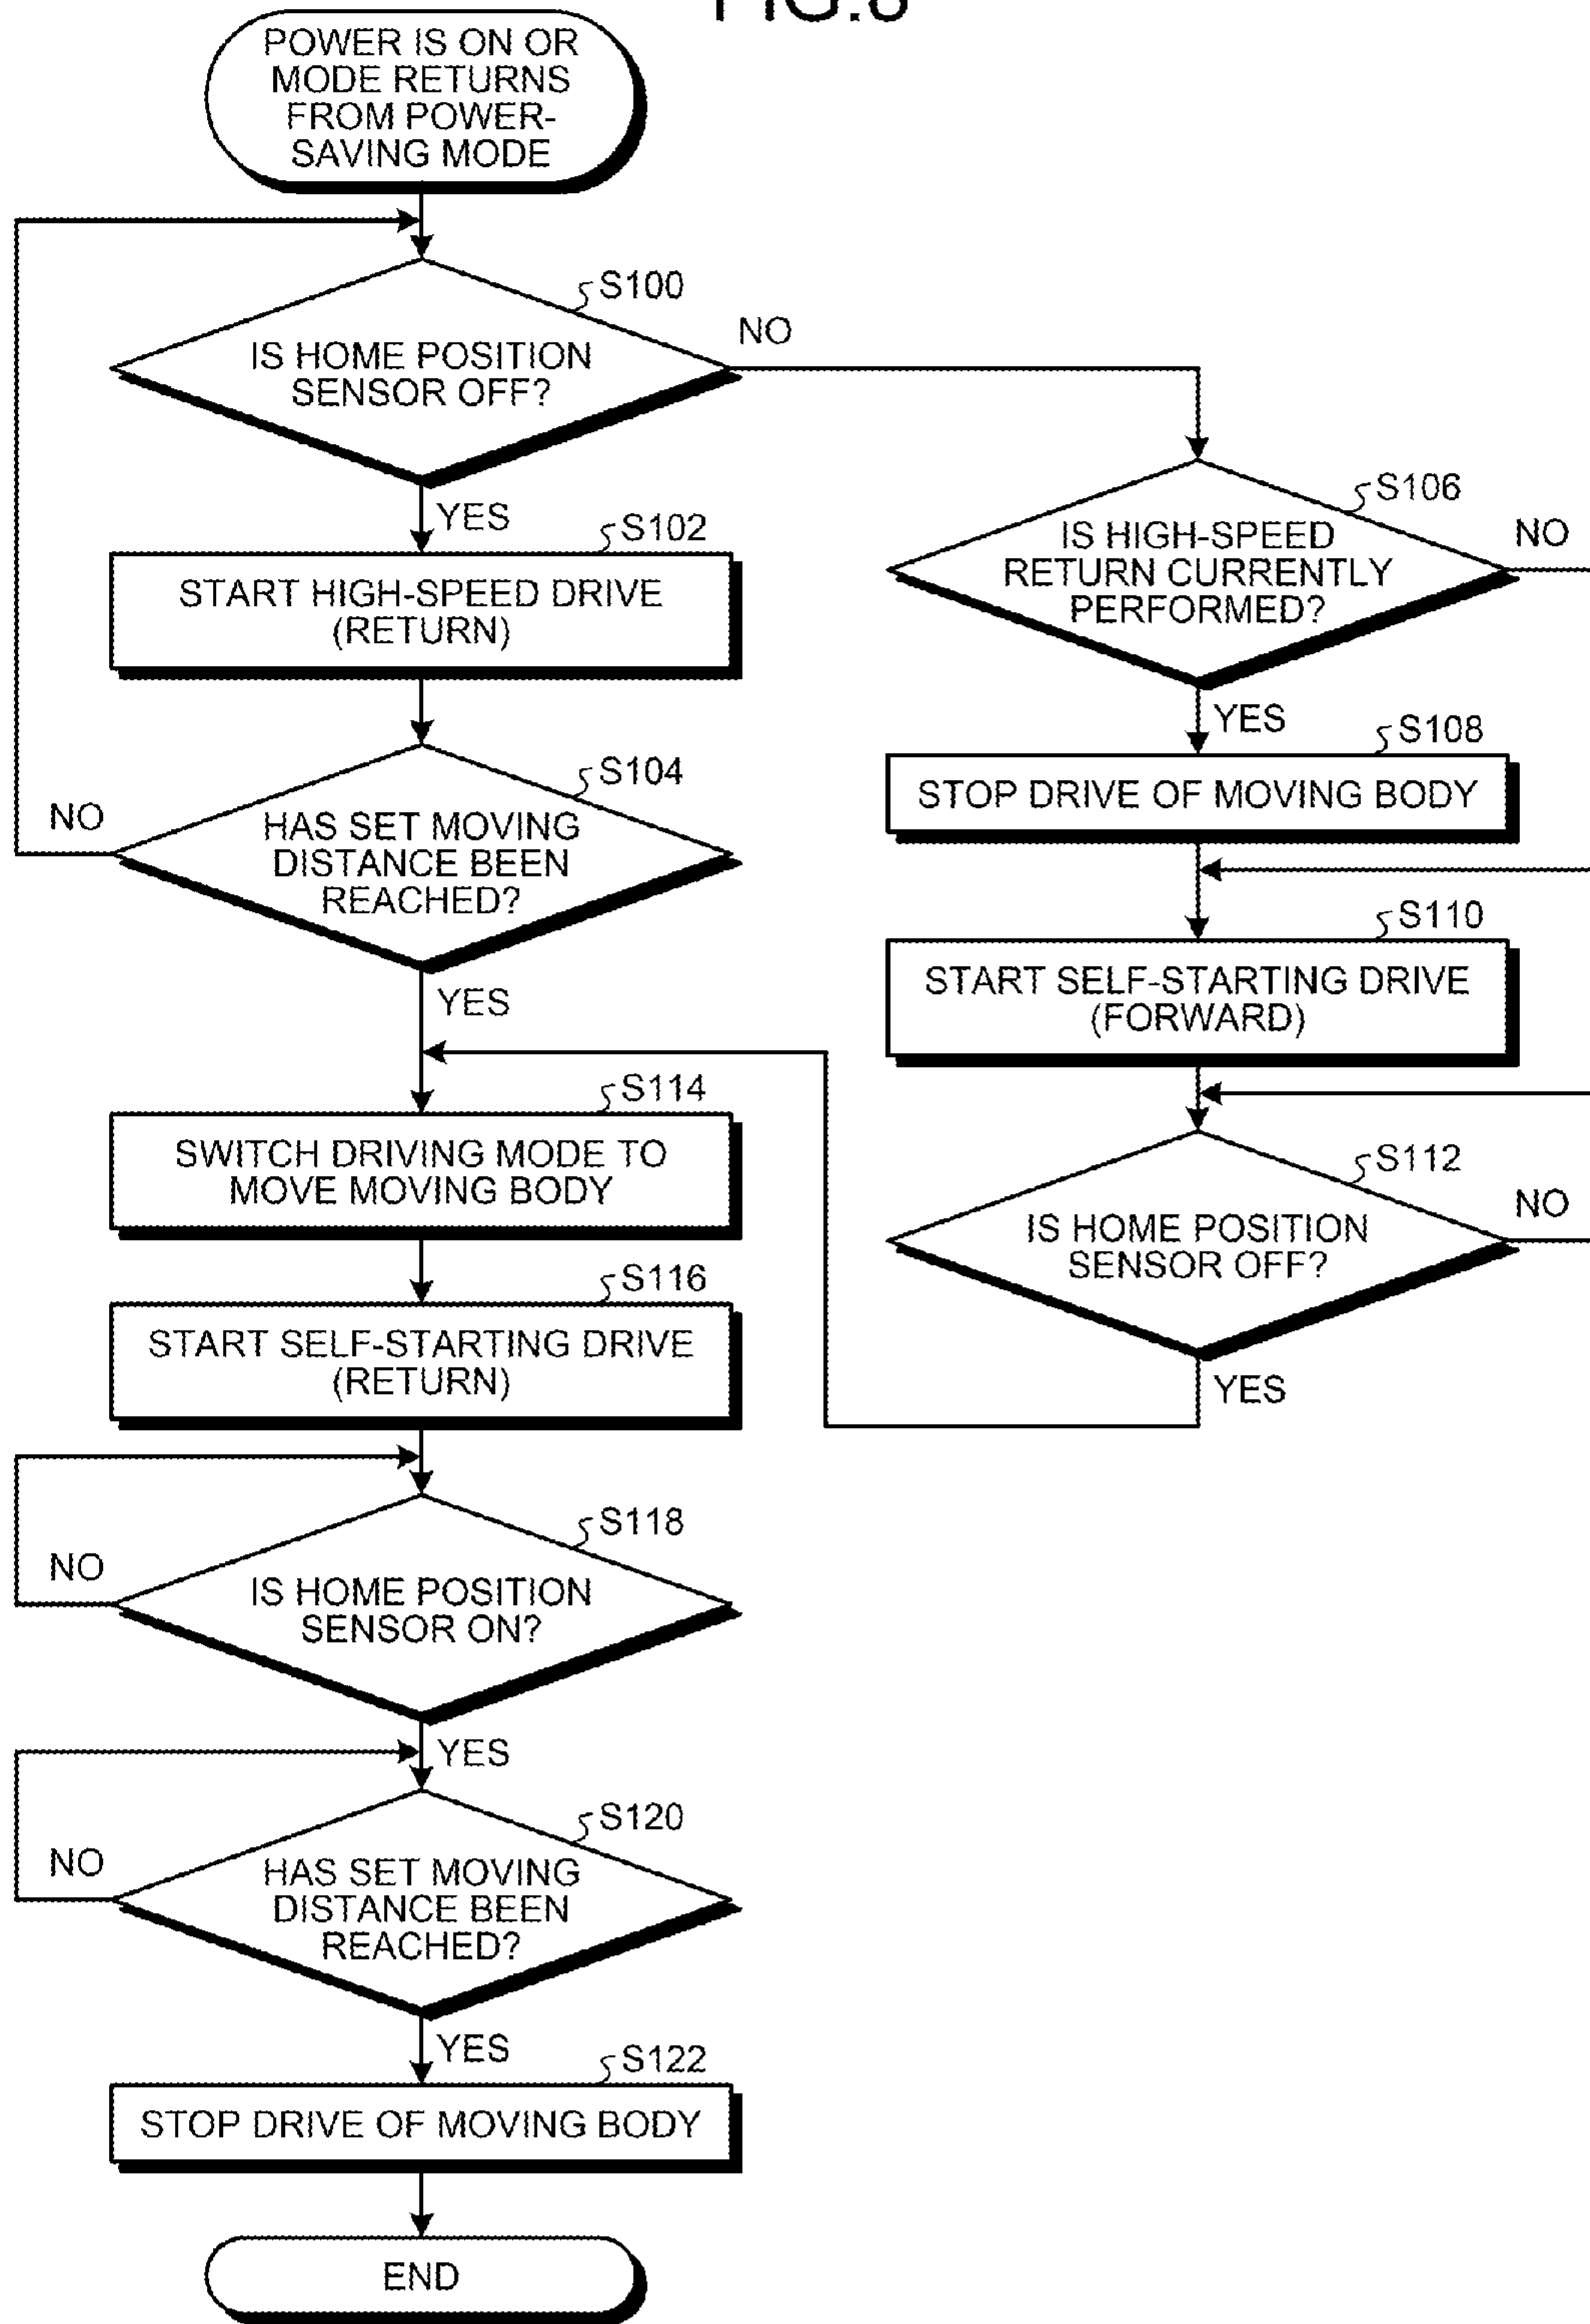 POWER IS ON OR
MODE RETURNS
FROM POWER-
SAVING MODE
S100
IS HOME POSITION
SENSOR OFF?
NO
YES
S102
START HIGH-SPEED DRIVE
(RETURN)
S104
HAS SET MOVING
DISTANCE BEEN
REACHED?
NO
YES
S106
IS HIGH-SPEED
RETURN CURRENTLY
PERFORMED?
NO
YES
S108
STOP DRIVE OF MOVING BODY
S110
START SELF-STARTING DRIVE
(FORWARD)
S112
IS HOME POSITION
SENSOR OFF?
NO
YES
S114
SWITCH DRIVING MODE TO
MOVE MOVING BODY
S116
START SELF-STARTING DRIVE
(RETURN)
S118
IS HOME POSITION
SENSOR ON?
NO
YES
S120
HAS SET MOVING
DISTANCE BEEN
REACHED?
NO
YES
S122
STOP DRIVE OF MOVING BODY
END